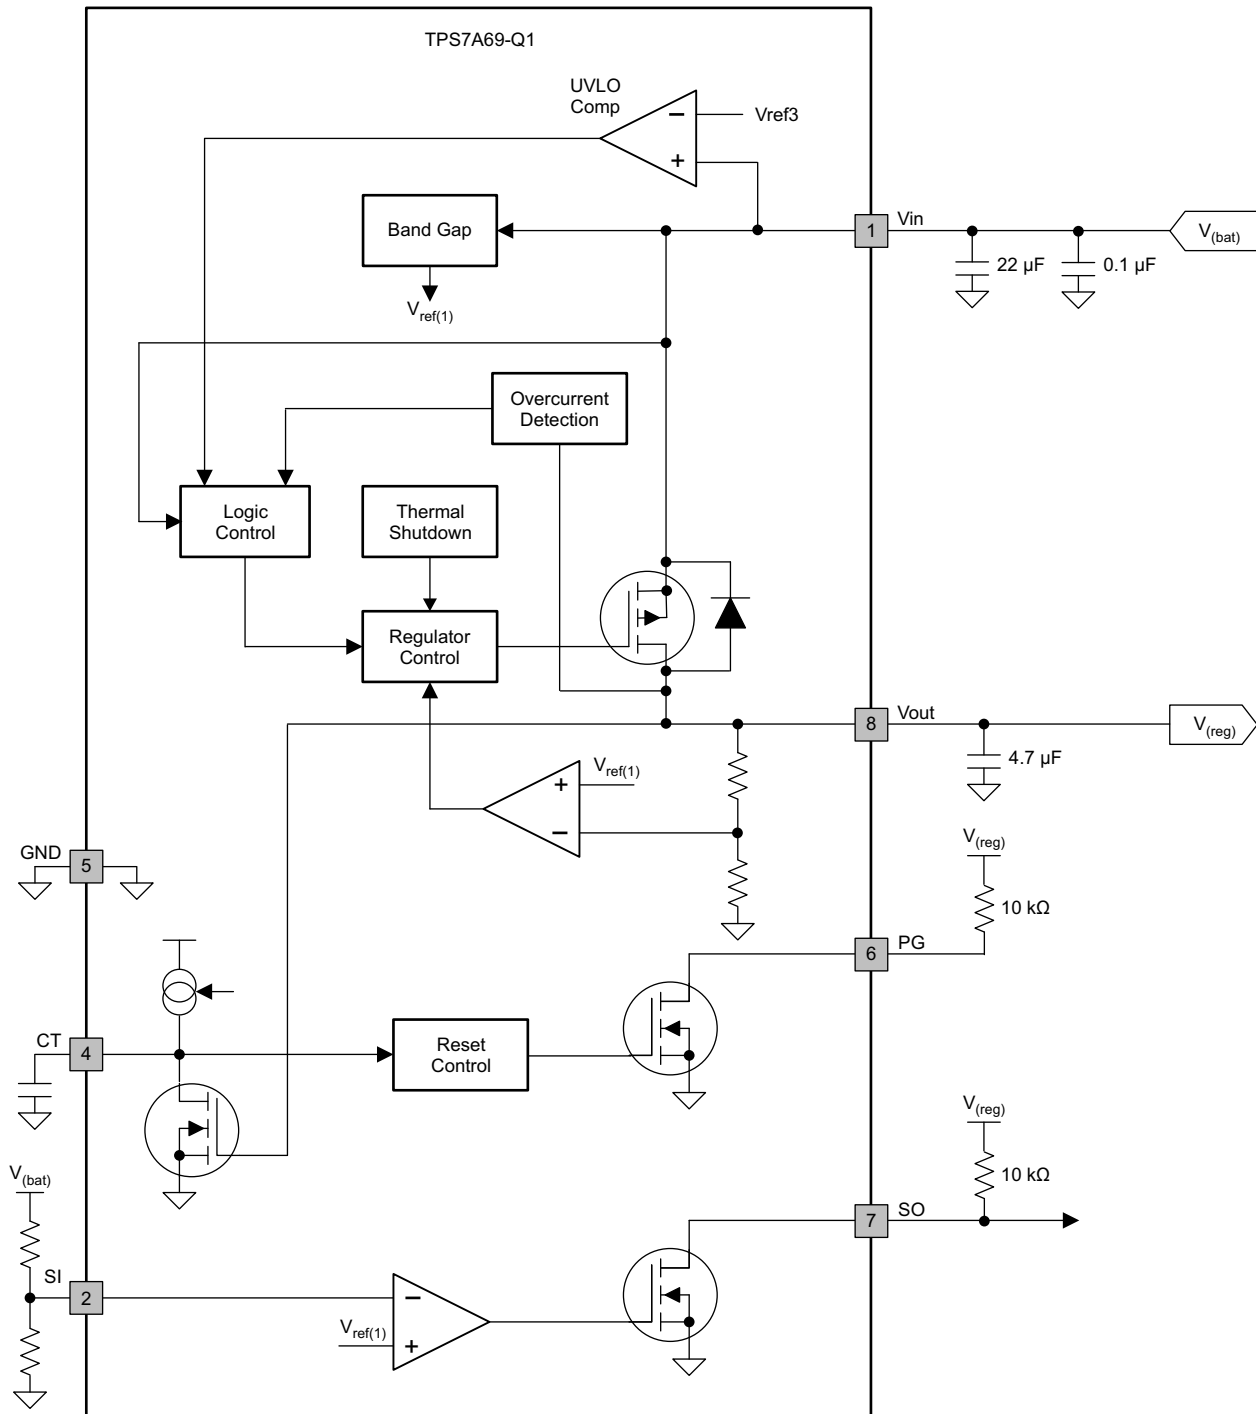 TPS7A69-Q1
UVLO
Comp
−
Vref3
+
Band Gap
1
Vin
V(bat)
22 µF
0.1 µF
Vref(1)
Overcurrent
Detection
Logic
Control
Thermal
Shutdown
Regulator
Control
8
Vout
V(reg)
4.7 µF
Vref(1)
+
−
GND
5
V(reg)
10 kΩ
6
PG
CT
4
Reset
Control
V(reg)
10 kΩ
V(bat)
7
SO
SI
2
−
Vref(1)
+